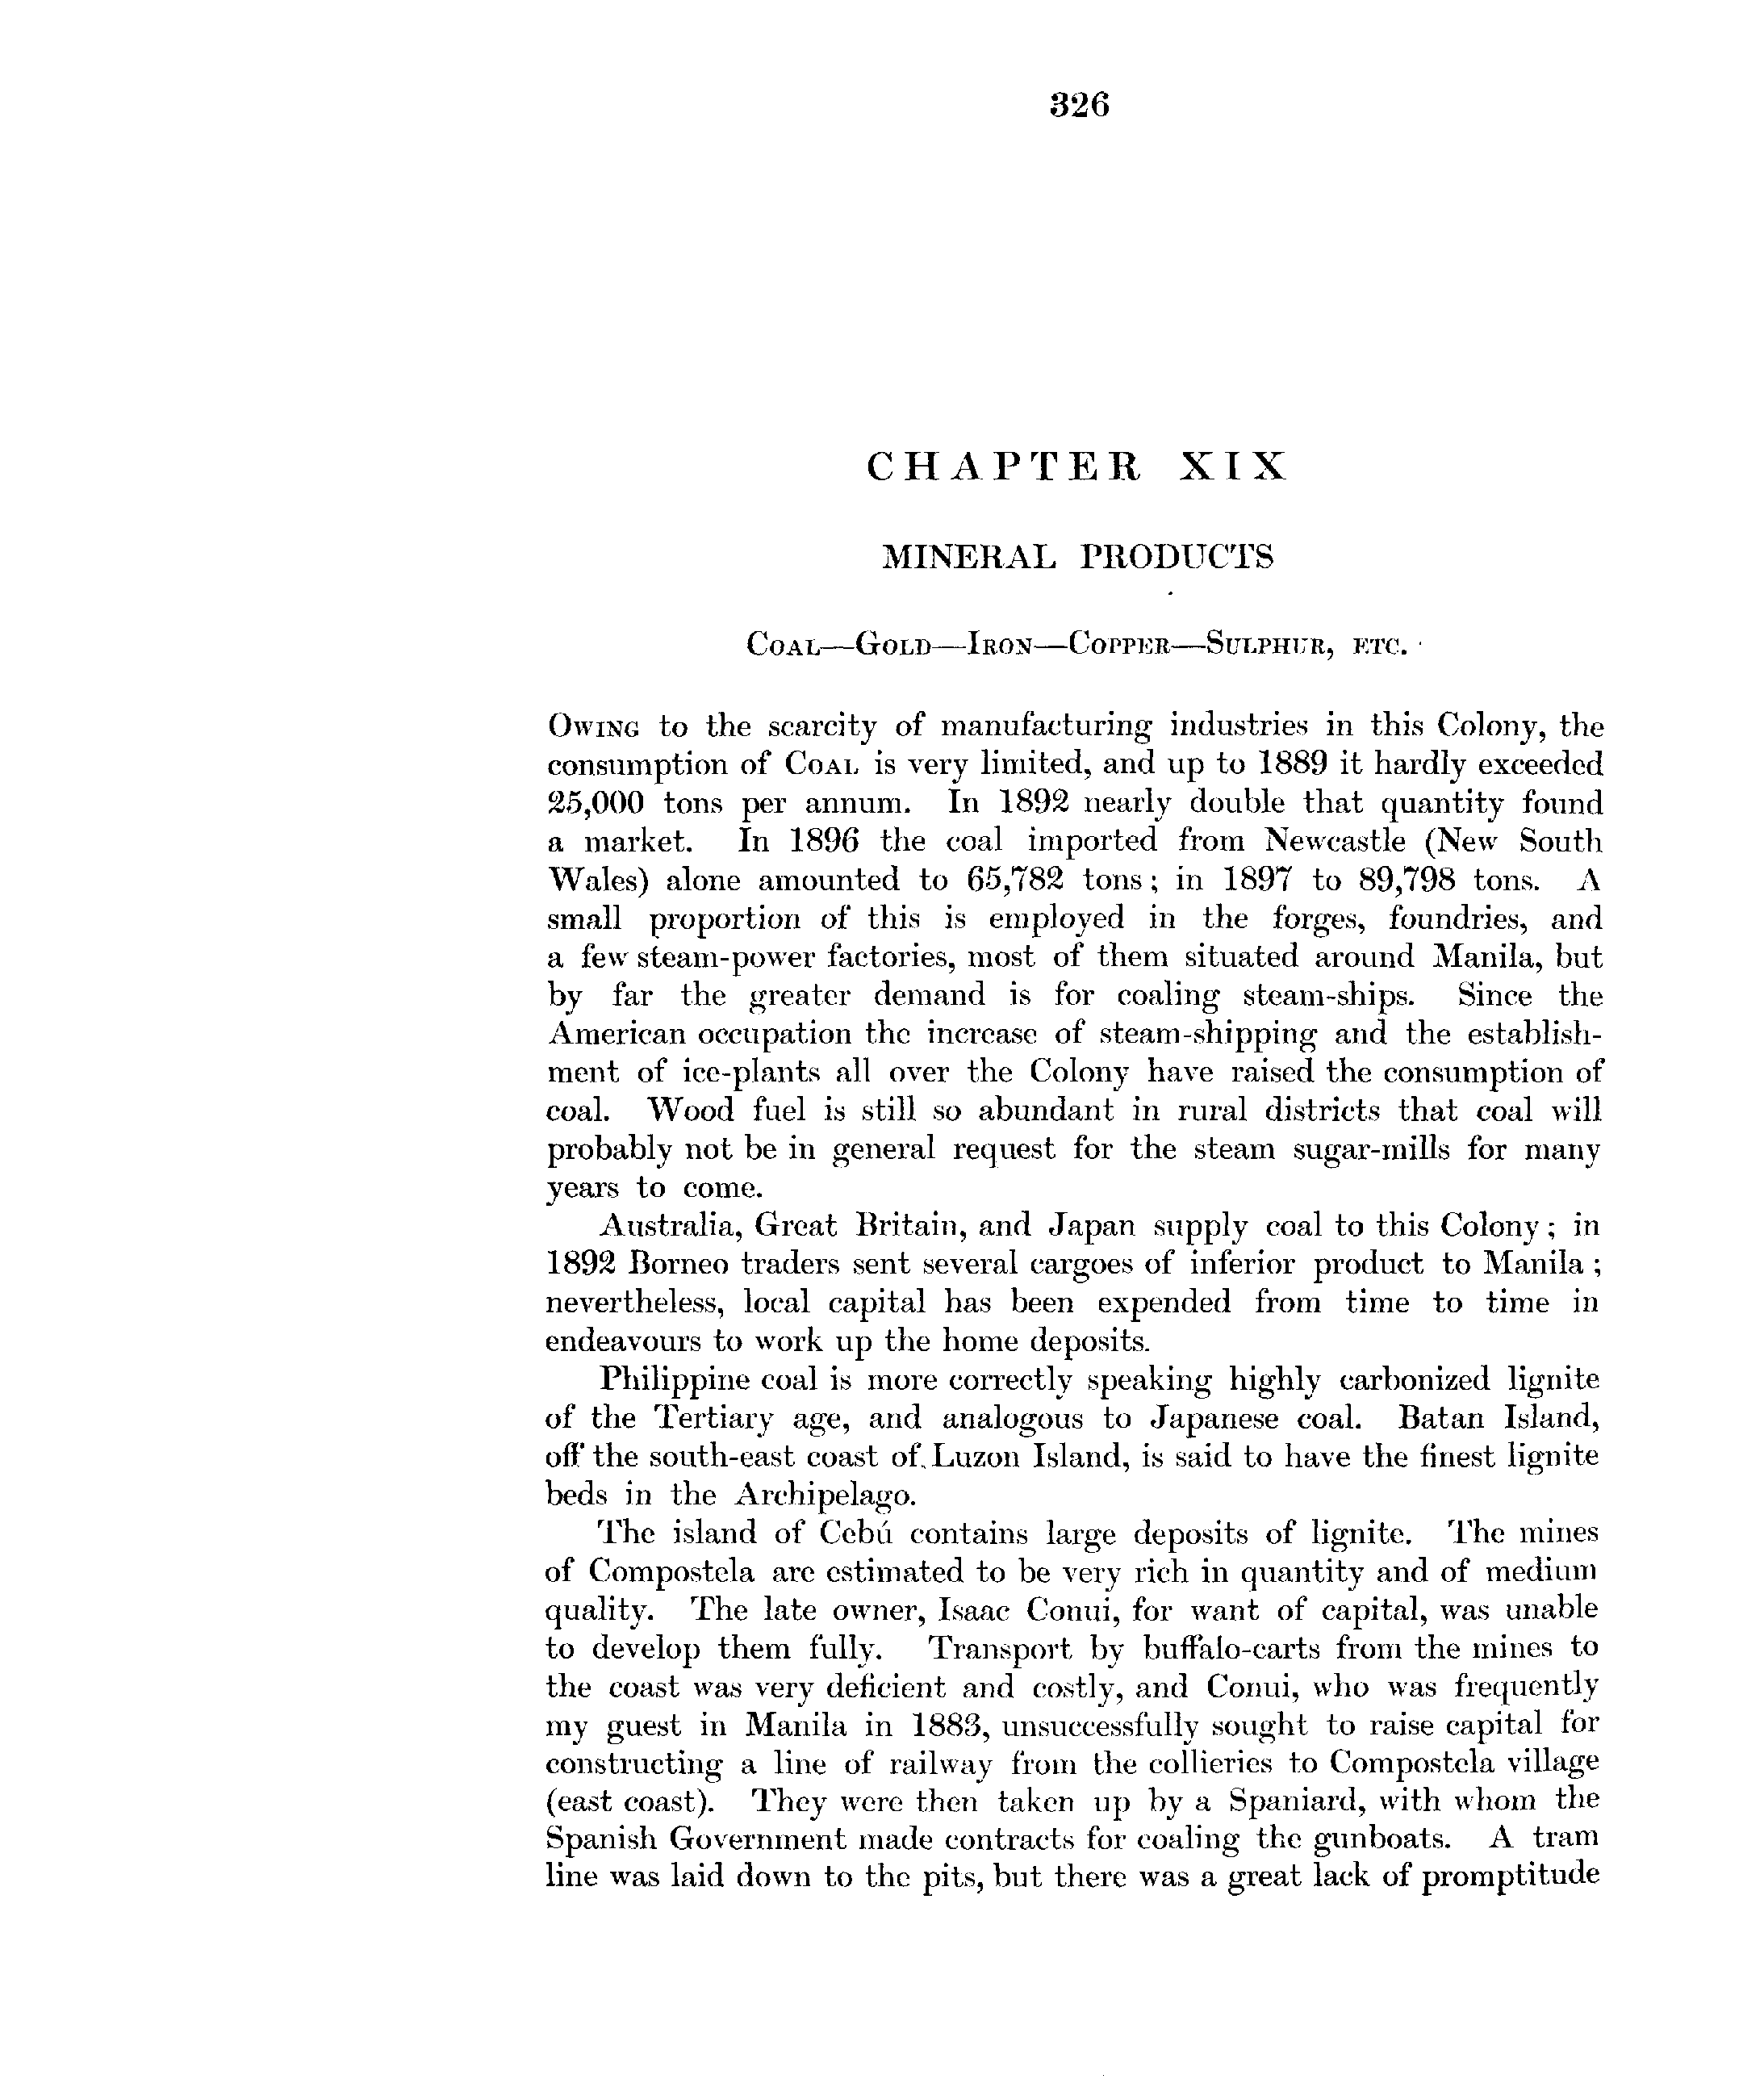 326
CHAPTER XIX
MINERAL PRODUCTS
COAL—GOLD—IRON—COPPER—SULPHUR, ETC.
OWING to the scarcity of manufacturing industries in this Colony, the
consumption of COAL is very limited, and up to 1889 it hardly exceeded
25,000 tons per annum. In 1892 nearly double that quantity found
a market. In 1896 the coal imported from Newcastle (New South
Wales) alone amounted to 65,782 tons; in 1897 to 89,798 tons. A
small proportion of this is employed in the forges, foundries, and
a few steam-power factories, most of them situated around Manila, but
by far the greater demand is for coaling steam-ships. Since the
American occupation the increase of steam-shipping and the establish-
ment of ice-plants all over the Colony have raised the consumption of
coal. Wood fuel is still so abundant in rural districts that coal will
probably not be in general request for the steam sugar-mills for many
years to come.
Australia, Great Britain, and Japan supply coal to this Colony; in
1892 Borneo traders sent several cargoes of inferior product to Manila;
nevertheless, local capital has been expended from time to time in
endeavours to work up the home deposits.
Philippine coal is more correctly speaking highly carbonized lignite
of the Tertiary age, and analogous to Japanese coal. Batan Island,
off the south-east coast of Luzon Island, is said to have the finest lignite
beds in the Archipelago.
The island of Cebú contains large deposits of lignite. The mines
of Compostela are estimated to be very rich in quantity and of medium
quality. The late owner, Isaac Conui, for want of capital, was unable
to develop them fully. Transport by buffalo-carts from the mines to
the coast was very deficient and costly, and Conui, who was frequently
my guest in Manila in 1883, unsuccessfully sought to raise capital for
constructing a line of railway from the collieries to Compostela village
(east coast). They were then taken up by a Spaniard, with whom the
Spanish Government made contracts for coaling the gunboats. A tram
line was laid down to the pits, but there was a great lack of promptitude